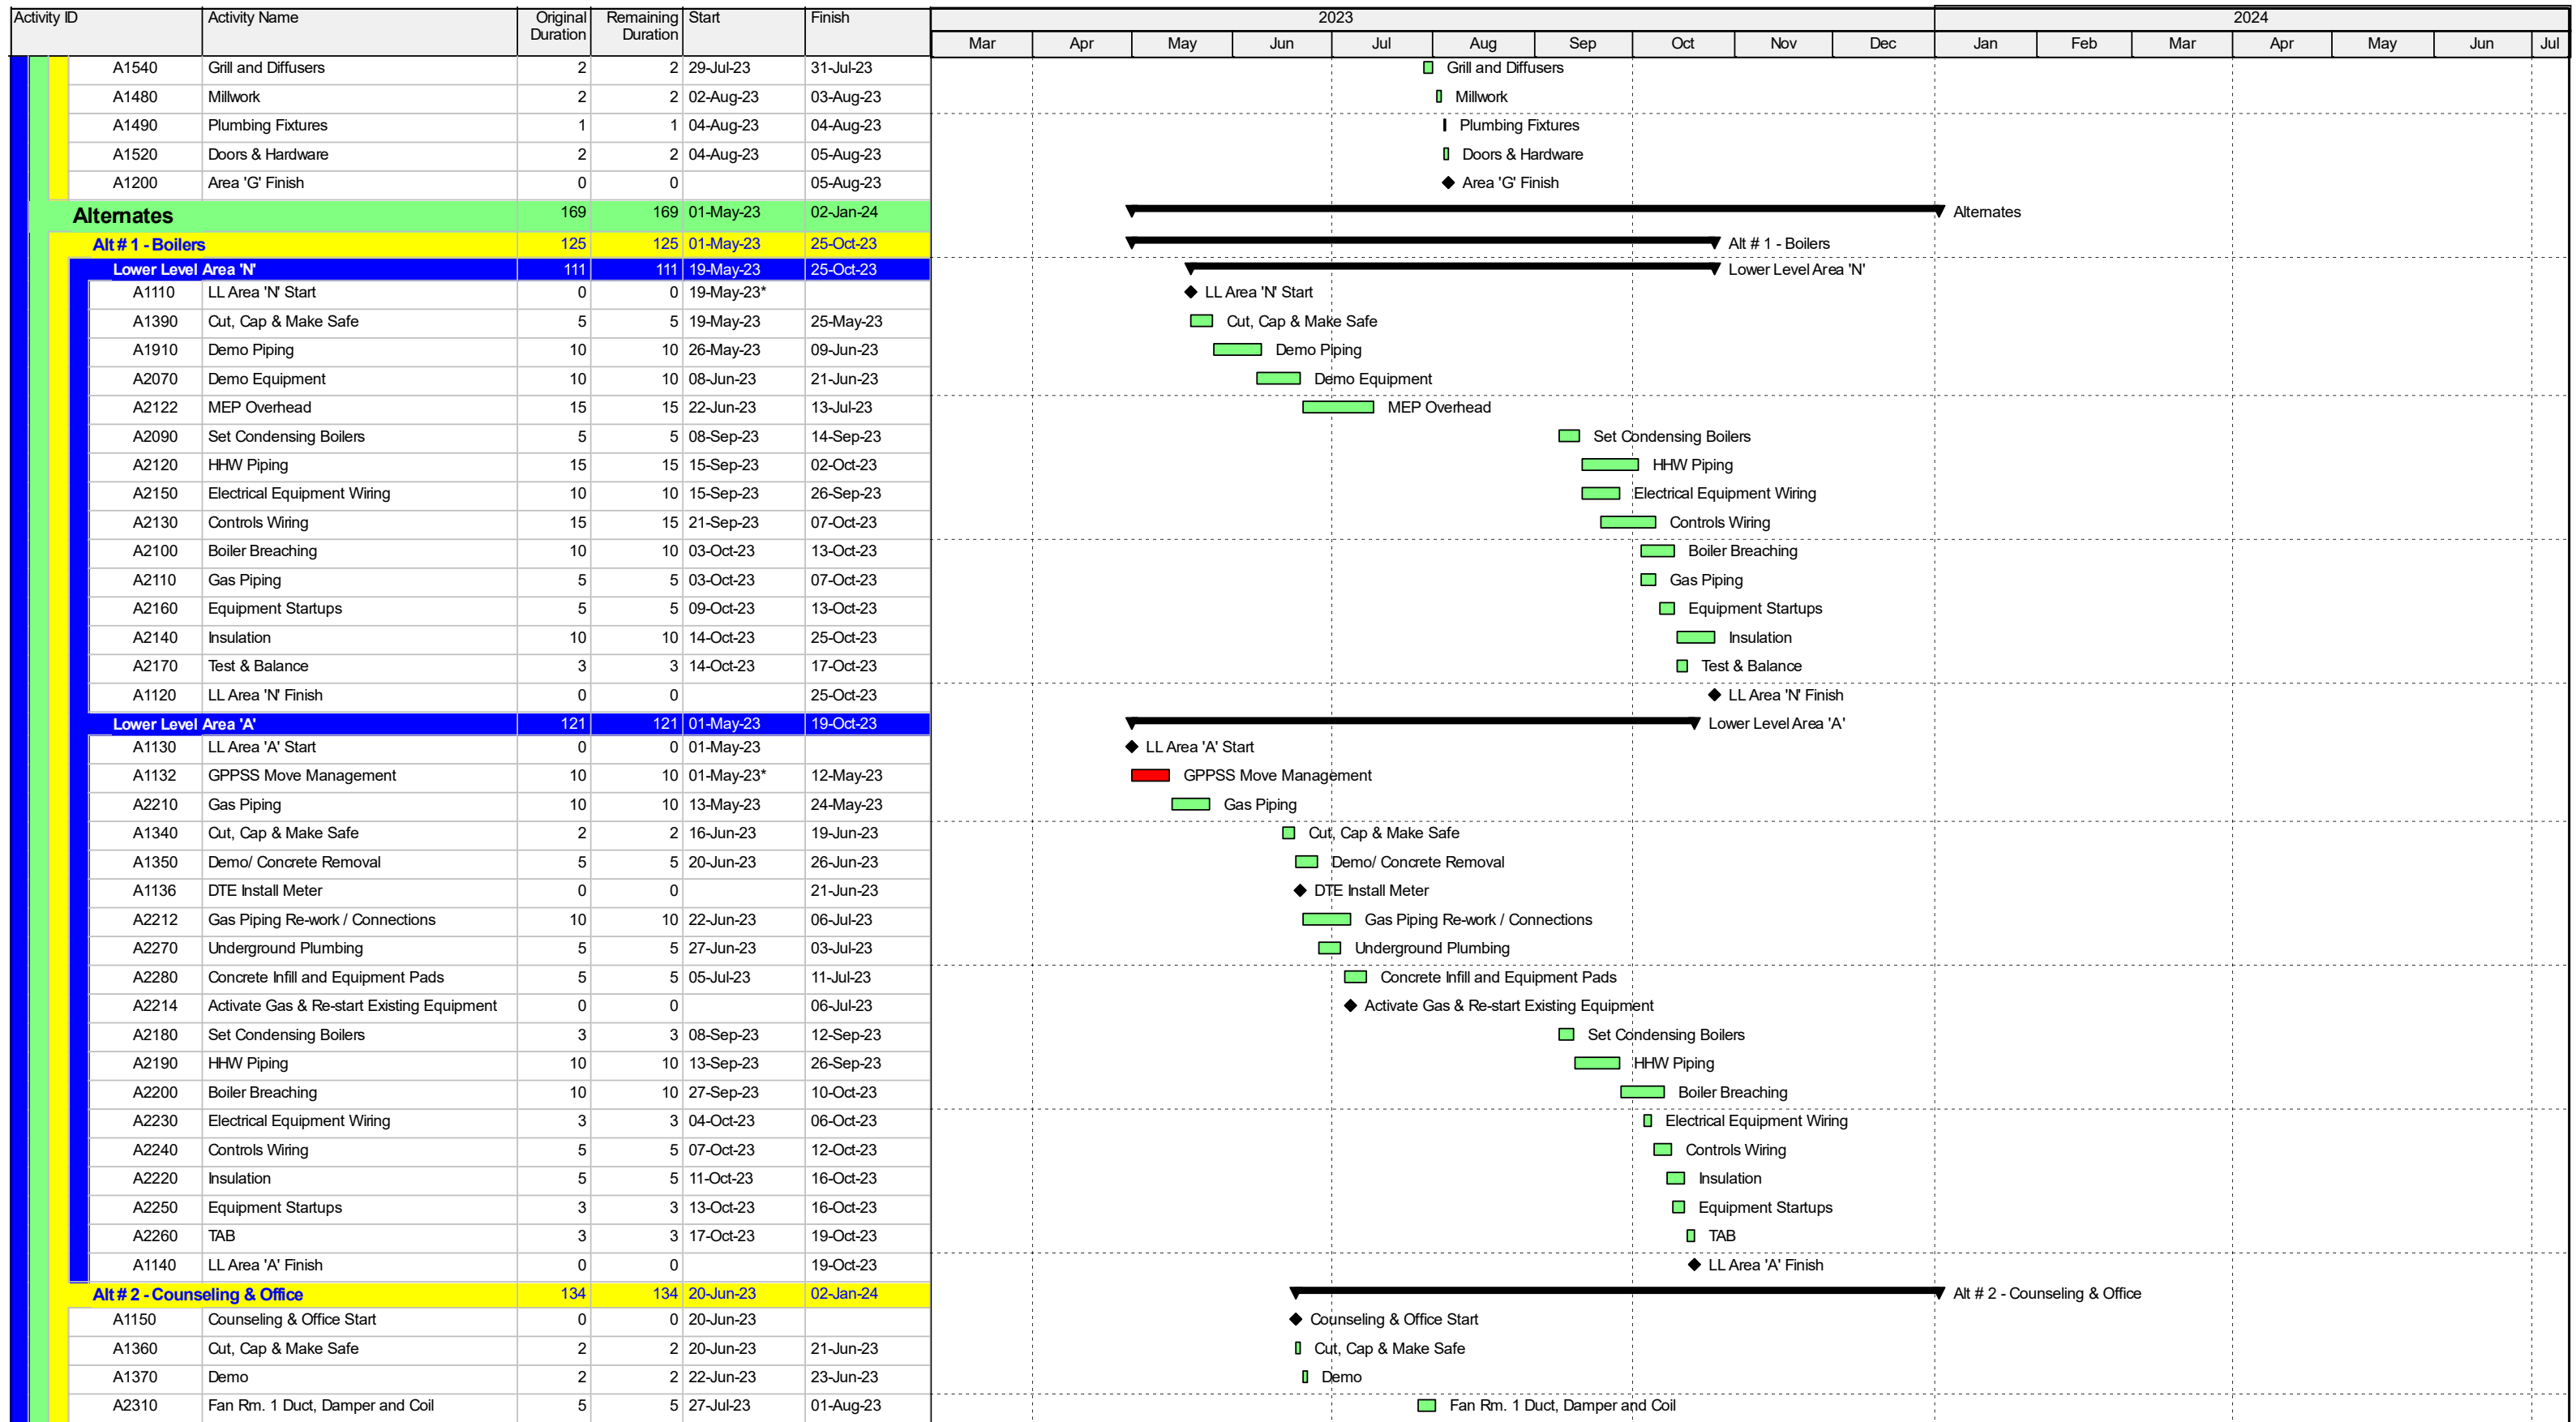 Activity ID Activity Name Original Duration Remaining Duration Start Finish 2023 2024
Mar Apr May Jun Jul Aug Sep Oct Nov Dec Jan Feb Mar Apr May Jun Jul
A1540 Grill and Diffusers 2 2 29-Jul-23 31-Jul-23 Grill and Diffusers
A1480 Millwork 2 2 02-Aug-23 03-Aug-23 Millwork
A1490 Plumbing Fixtures 1 1 04-Aug-23 04-Aug-23 Plumbing Fixtures
A1520 Doors & Hardware 2 2 04-Aug-23 05-Aug-23 Doors & Hardware
A1200 Area 'G' Finish 0 0 05-Aug-23 Area 'G' Finish
Alternates 169 169 01-May-23 02-Jan-24 Alternates
Alt # 1 - Boilers 125 125 01-May-23 25-Oct-23 Alt # 1 - Boilers
Lower Level Area 'N' 111 111 19-May-23 25-Oct-23 Lower Level Area 'N'
A1110 LL Area 'N' Start 0 0 19-May-23* LL Area 'N' Start
A1390 Cut, Cap & Make Safe 5 5 19-May-23 25-May-23 Cut, Cap & Make Safe
A1910 Demo Piping 10 10 26-May-23 09-Jun-23 Demo Piping
A2070 Demo Equipment 10 10 08-Jun-23 21-Jun-23 Demo Equipment
A2122 MEP Overhead 15 15 22-Jun-23 13-Jul-23 MEP Overhead
A2090 Set Condensing Boilers 5 5 08-Sep-23 14-Sep-23 Set Condensing Boilers
A2120 HHW Piping 15 15 15-Sep-23 02-Oct-23 HHW Piping
A2150 Electrical Equipment Wiring 10 10 15-Sep-23 26-Sep-23 Electrical Equipment Wiring
A2130 Controls Wiring 15 15 21-Sep-23 07-Oct-23 Controls Wiring
A2100 Boiler Breaching 10 10 03-Oct-23 13-Oct-23 Boiler Breaching
A2110 Gas Piping 5 5 03-Oct-23 07-Oct-23 Gas Piping
A2160 Equipment Startups 5 5 09-Oct-23 13-Oct-23 Equipment Startups
A2140 Insulation 10 10 14-Oct-23 25-Oct-23 Insulation
A2170 Test & Balance 3 3 14-Oct-23 17-Oct-23 Test & Balance
A1120 LL Area 'N' Finish 0 0 25-Oct-23 LL Area 'N' Finish
Lower Level Area 'A' 121 121 01-May-23 19-Oct-23 Lower Level Area 'A'
A1130 LL Area 'A' Start 0 0 01-May-23 LL Area 'A' Start
A1132 GPPSS Move Management 10 10 01-May-23* 12-May-23 GPPSS Move Management
A2210 Gas Piping 10 10 13-May-23 24-May-23 Gas Piping
A1340 Cut, Cap & Make Safe 2 2 16-Jun-23 19-Jun-23 Cut, Cap & Make Safe
A1350 Demo/ Concrete Removal 5 5 20-Jun-23 26-Jun-23 Demo/ Concrete Removal
A1136 DTE Install Meter 0 0 21-Jun-23 DTE Install Meter
A2212 Gas Piping Re-work / Connections 10 10 22-Jun-23 06-Jul-23 Gas Piping Re-work / Connections
A2270 Underground Plumbing 5 5 27-Jun-23 03-Jul-23 Underground Plumbing
A2280 Concrete Infill and Equipment Pads 5 5 05-Jul-23 11-Jul-23 Concrete Infill and Equipment Pads
A2214 Activate Gas & Re-start Existing Equipment 0 0 06-Jul-23 Activate Gas & Re-start Existing Equipment
A2180 Set Condensing Boilers 3 3 08-Sep-23 12-Sep-23 Set Condensing Boilers
A2190 HHW Piping 10 10 13-Sep-23 26-Sep-23 HHW Piping
A2200 Boiler Breaching 10 10 27-Sep-23 10-Oct-23 Boiler Breaching
A2230 Electrical Equipment Wiring 3 3 04-Oct-23 06-Oct-23 Electrical Equipment Wiring
A2240 Controls Wiring 5 5 07-Oct-23 12-Oct-23 Controls Wiring
A2220 Insulation 5 5 11-Oct-23 16-Oct-23 Insulation
A2250 Equipment Startups 3 3 13-Oct-23 16-Oct-23 Equipment Startups
A2260 TAB 3 3 17-Oct-23 19-Oct-23 TAB
A1140 LL Area 'A' Finish 0 0 19-Oct-23 LL Area 'A' Finish
Alt # 2 - Counseling & Office 134 134 20-Jun-23 02-Jan-24 Alt # 2 - Counseling & Office
A1150 Counseling & Office Start 0 0 20-Jun-23 Counseling & Office Start
A1360 Cut, Cap & Make Safe 2 2 20-Jun-23 21-Jun-23 Cut, Cap & Make Safe
A1370 Demo 2 2 22-Jun-23 23-Jun-23 Demo
A2310 Fan Rm. 1 Duct, Damper and Coil 5 5 27-Jul-23 01-Aug-23 Fan Rm. 1 Duct, Damper and Coil